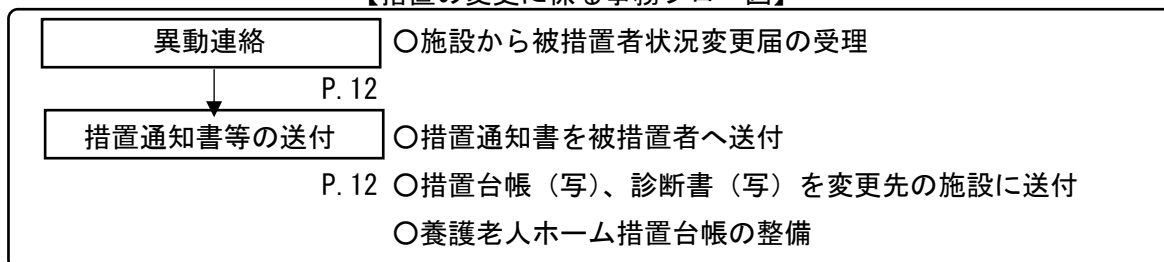 【措置の変更に係る事務フロー図】
異動連絡 〇施設から被措置者状況変更届の受理
P.12
措置通知書等の送付 〇措置通知書を被措置者へ送付
P.12 〇措置台帳（写）、診断書（写）を変更先の施設に送付
〇養護老人ホーム措置台帳の整備